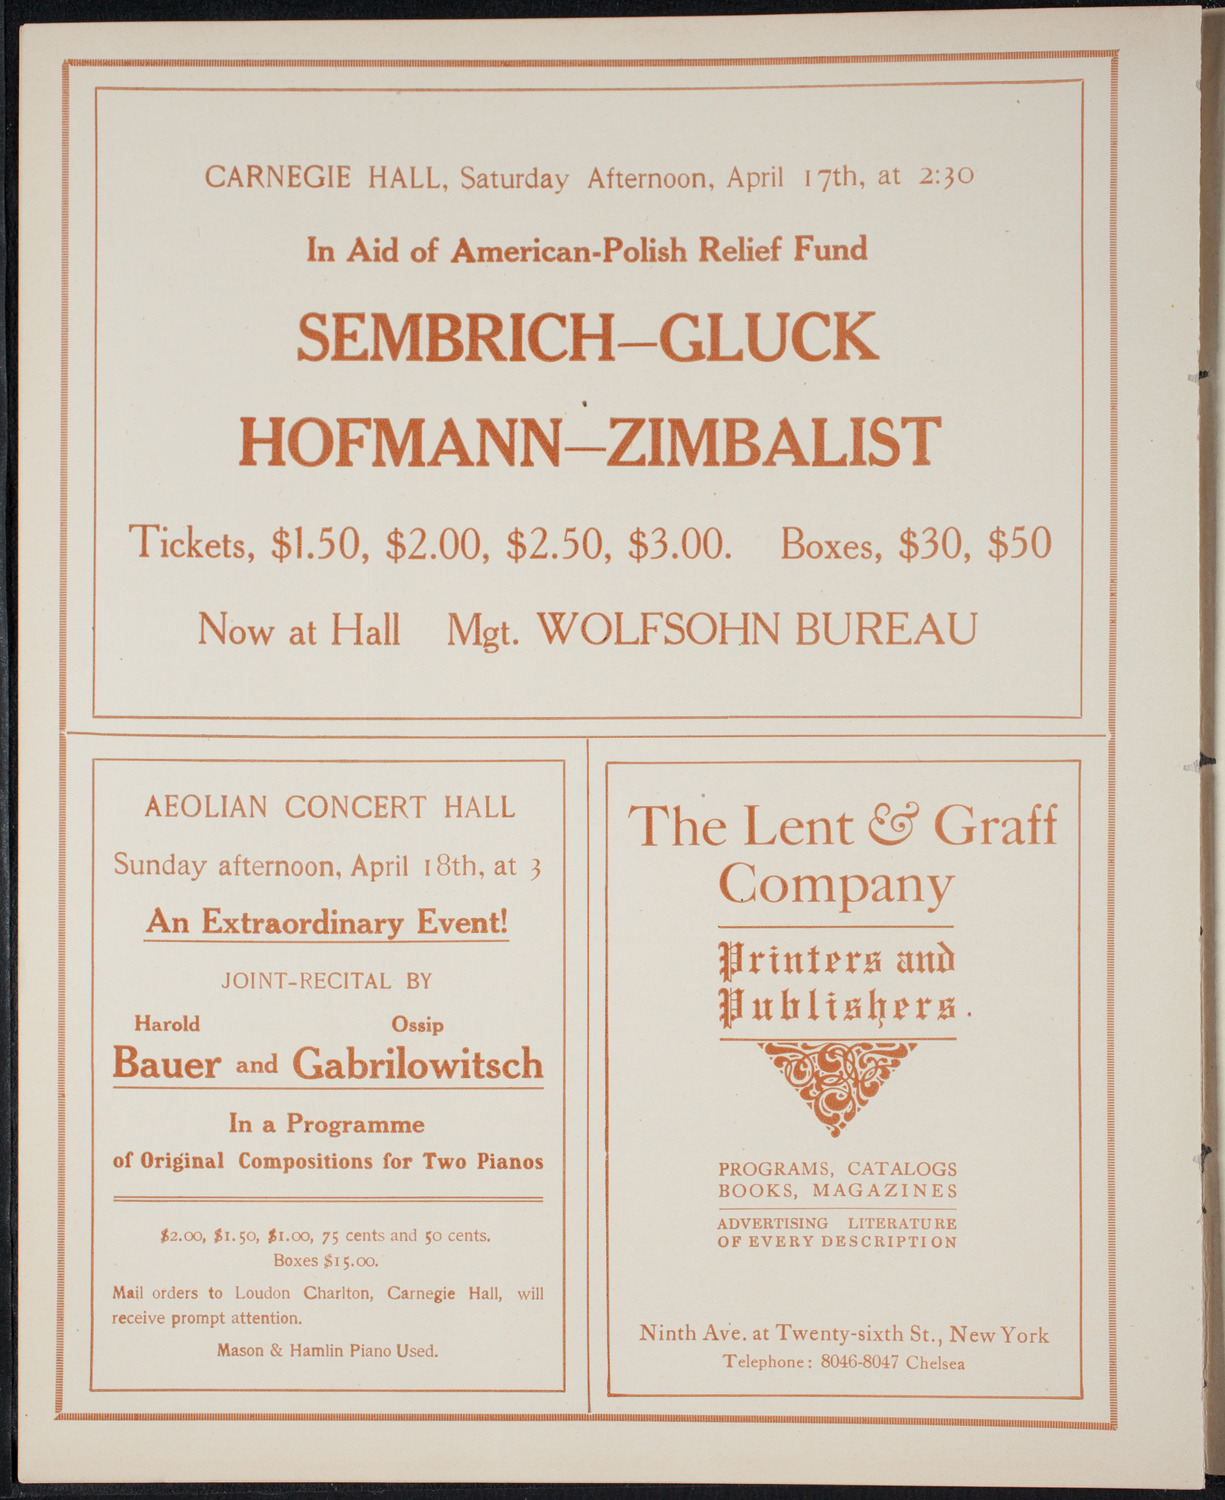 CARNEGIE HALL, Saturday Afternoon, April 17th, at 2:30
In Aid of American-Polish Relief Fund
SEMBRICH—GLUCK
HOFMANN—ZIMBALIST
Tickets, $1.50, $2.00, $2.50, $3.00. Boxes, $30, $50
Now at Hall Mgt. WOLFSOHN BUREAU
AEOLIAN CONCERT HALL
Sunday afternoon, April 18th, at 3
An Extraordinary Event!
JOINT-RECITAL BY
Harold Ossip
Bauer and Gabrilowitsch
In a Programme
of Original Compositions for Two Pianos
$2.00, $1.50, $1.00, 75 cents and 50 cents.
Boxes $15.00.
Mail orders to Loudon Charlton, Carnegie Hall, will
receive prompt attention.
Mason & Hamlin Piano Used.
The Lent & Graff
Company
Printers and
Publishers.
PROGRAMS, CATALOGS
BOOKS, MAGAZINES
ADVERTISING LITERATURE
OF EVERY DESCRIPTION
Ninth Ave. at Twenty-sixth St., New York
Telephone: 8046-8047 Chelsea